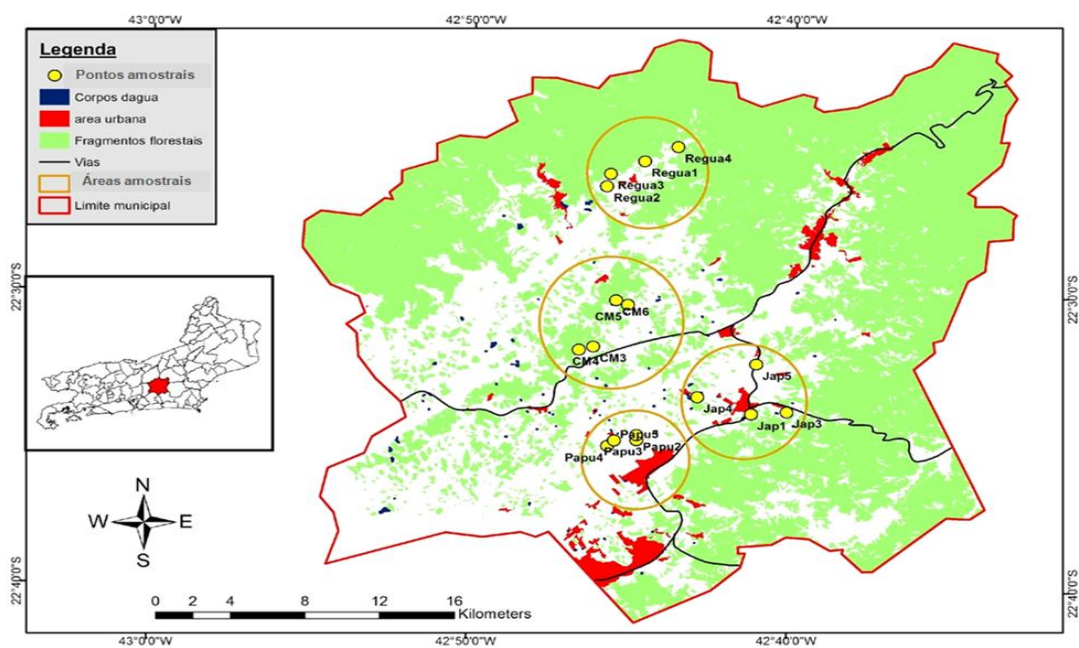 43°0'0"W 42°50'0"W 42°40'0"W
Legenda
Pontos amostrais
Corpos dagua
area urbana
Fragmentos florestais
Vias
Áreas amostrais
Limite municipal
Regua4
Regua1
Regua3
Regua2
22°30'0"S
22°30'0"S
CM5 CM6
CM4 CM3
Jap5
Jap4
Jap1 Jap3
Papu5
Papu3 Papu2
Papu4
N
W E
S
22°40'0"S
22°40'0"S
0 2 4 8 12 16
Kilometers
43°0'0"W 42°50'0"W 42°40'0"W